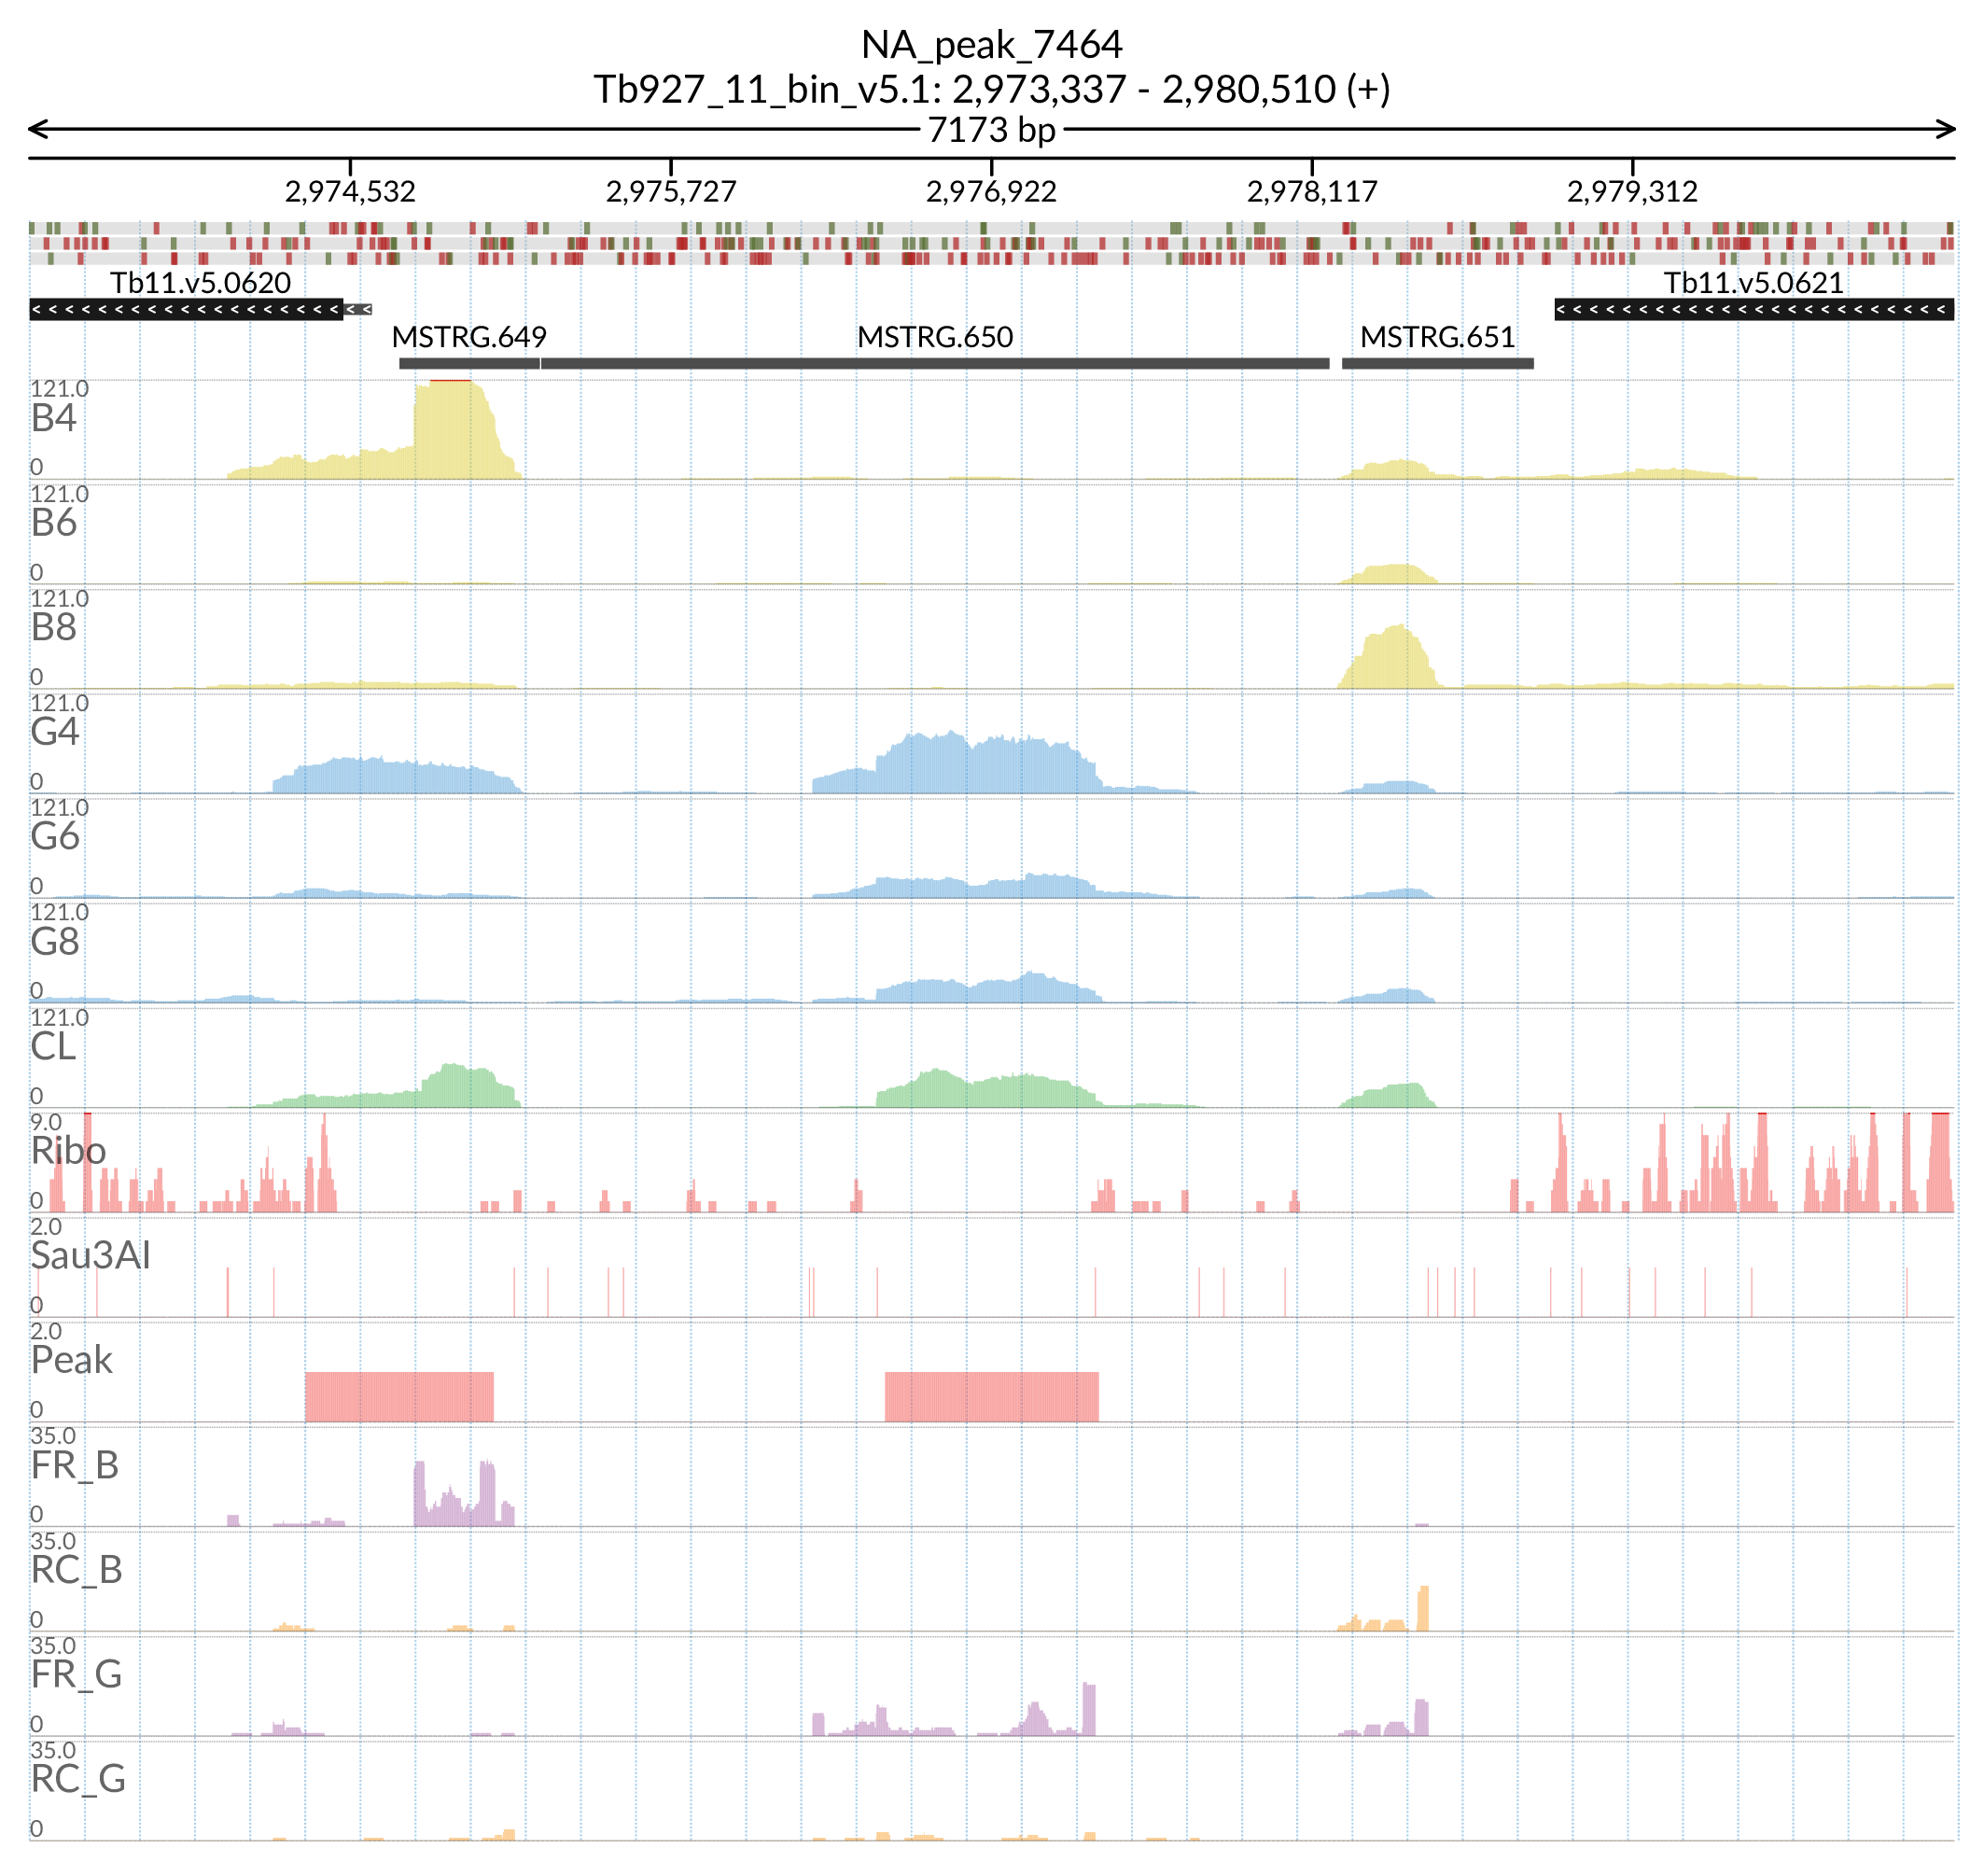 NA_peak_7464
Tb927_11_bin_v5.1: 2,973,337 - 2,980,510 (+)
7173 bp
2,974,532 2,975,727 2,976,922 2,978,117 2,979,312
Tb11.v5.0620 Tb11.v5.0621
MSTRG.649 MSTRG.650 MSTRG.651
121.0
B4
0
121.0
B6
0
121.0
B8
0
121.0
G4
0
121.0
G6
0
121.0
G8
0
121.0
CL
0
9.0
Ribo
0
2.0
Sau3AI
0
2.0
Peak
0
35.0
FR_B
0
35.0
RC_B
0
35.0
FR_G
0
35.0
RC_G
0